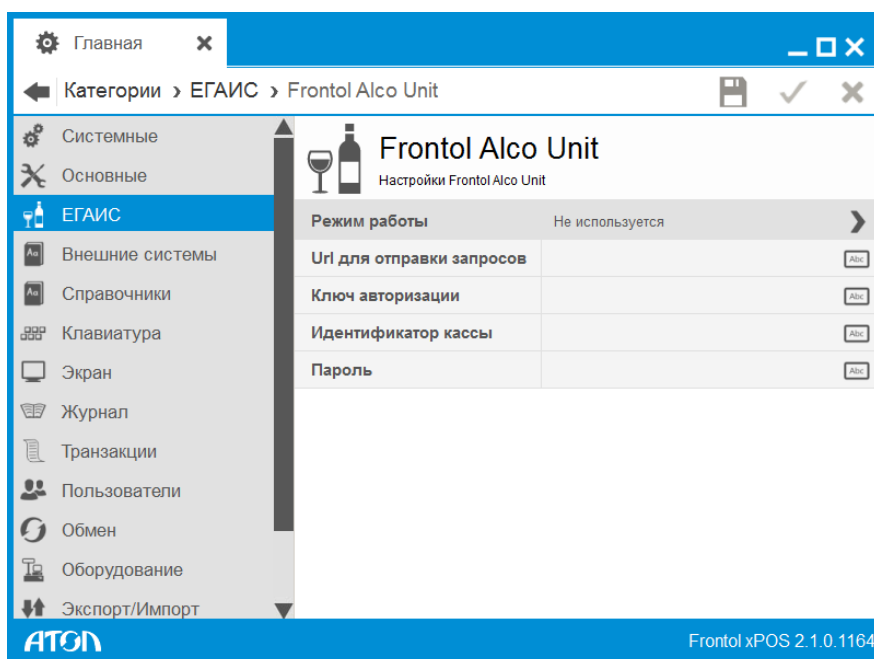 Главная
Категории › ЕГАИС › Frontol Alco Unit
Системные
Основные
ЕГАИС
Внешние системы
Справочники
Клавиатура
Экран
Журнал
Транзакции
Пользователи
Обмен
Оборудование
Экспорт/Импорт
Frontol Alco Unit
Настройки Frontol Alco Unit
Режим работы Не используется
Url для отправки запросов Abc
Ключ авторизации Abc
Идентификатор кассы Abc
Пароль Abc
ATOL Frontol xPOS 2.1.0.1164